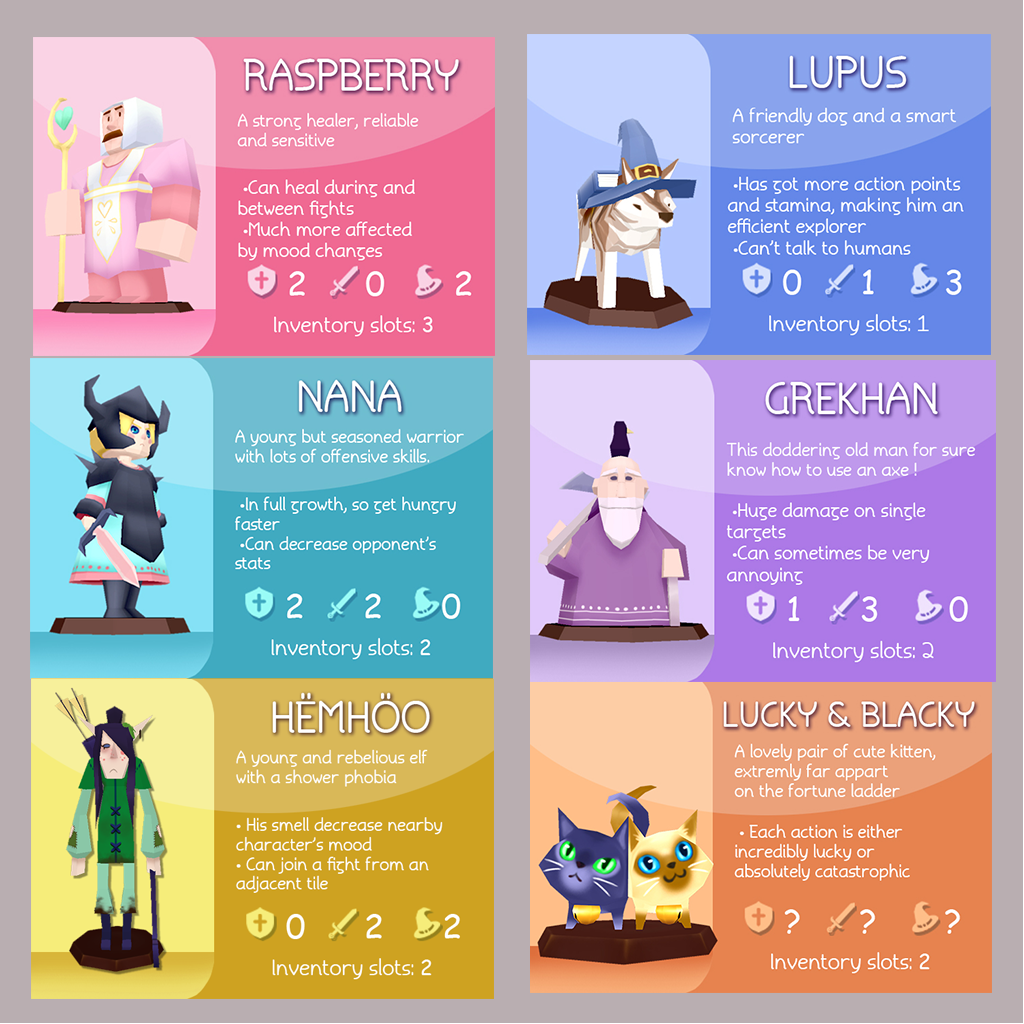 RASPBERRY
A strong healer, reliable
and sensitive
•Can heal during and
between fights
•Much more affected
by mood changes
2 0 2
Inventory slots: 3
LUPUS
A friendly dog and a smart
sorcerer
•Has got more action points
and stamina, making him an
efficient explorer
•Can't talk to humans
0 1 3
Inventory slots: 1
NANA
A young but seasoned warrior
with lots of offensive skills.
•In full growth, so get hungry
faster
•Can decrease opponent's
stats
2 2 0
Inventory slots: 2
GREKHAN
This doddering old man for sure
know how to use an axe !
•Huge damage on single
targets
•Can sometimes be very
annoying
1 3 0
Inventory slots: 2
HËMHÖO
A young and rebelious elf
with a shower phobia
• His smell decrease nearby
character's mood
• Can join a fight from an
adjacent tile
0 2 2
Inventory slots: 2
LUCKY & BLACKY
A lovely pair of cute kitten,
extremly far appart
on the fortune ladder
• Each action is either
incredibly lucky or
absolutely catastrophic
? ? ?
Inventory slots: 2